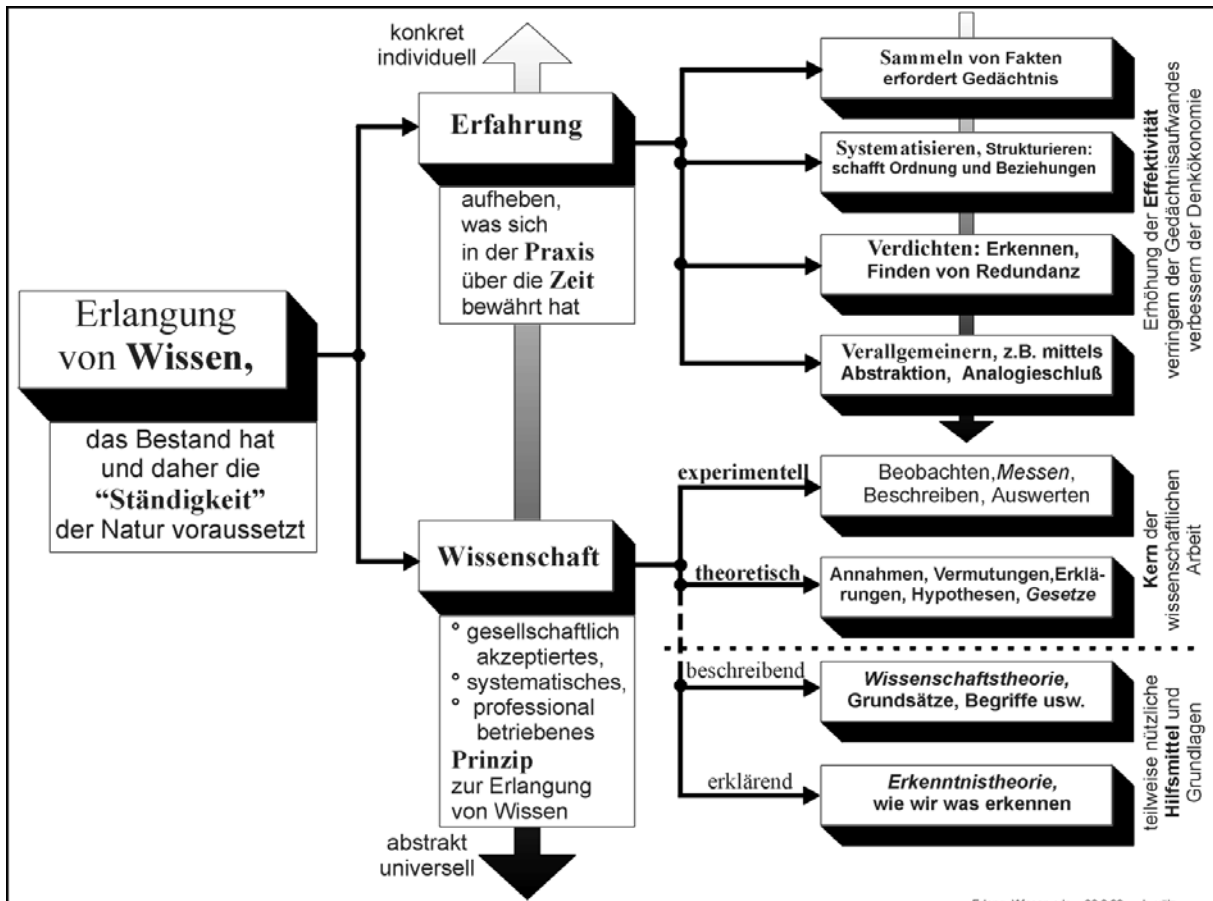 konkret
individuell
Erfahrung
aufheben,
was sich
in der Praxis
über die Zeit
bewährt hat
Erlangung
von Wissen,
das Bestand hat
und daher die
“Ständigkeit”
der Natur voraussetzt
Wissenschaft
° gesellschaftlich
akzeptiertes,
° systematisches,
° professional
betriebenes
Prinzip
zur Erlangung
von Wissen
abstrakt
universell
Sammeln von Fakten
erfordert Gedächtnis
Systematisieren, Strukturieren:
schafft Ordnung und Beziehungen
Verdichten: Erkennen,
Finden von Redundanz
Verallgemeinern, z.B. mittels
Abstraktion, Analogieschluß
Erhöhung der Effektivität
verringern der Gedächtnisaufwandes
verbessern der Denkökonomie
experimentell
Beobachten,Messen,
Beschreiben, Auswerten
theoretisch
Annahmen, Vermutungen,Erklä-
rungen, Hypothesen, Gesetze
Kern der
wissenschaftlichen
Arbeit
beschreibend
Wissenschaftstheorie,
Grundsätze, Begriffe usw.
erklärend
Erkenntnistheorie,
wie wir was erkennen
teilweise nützliche
Hilfsmittel und
Grundlagen